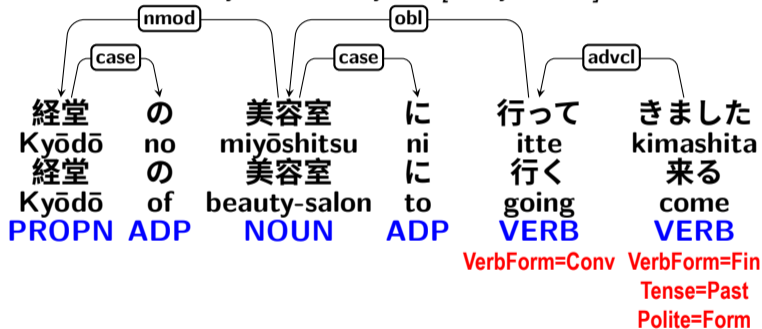 nmod obl
case case advcl
経堂 の 美容室 に 行って きました
Kyōdō no miyōshitsu ni itte kimashita
経堂 の 美容室 に 行く 来る
Kyōdō of beauty-salon to going come
PROPN ADP NOUN ADP VERB VERB
VerbForm=Conv VerbForm=Fin
Tense=Past
Polite=Form